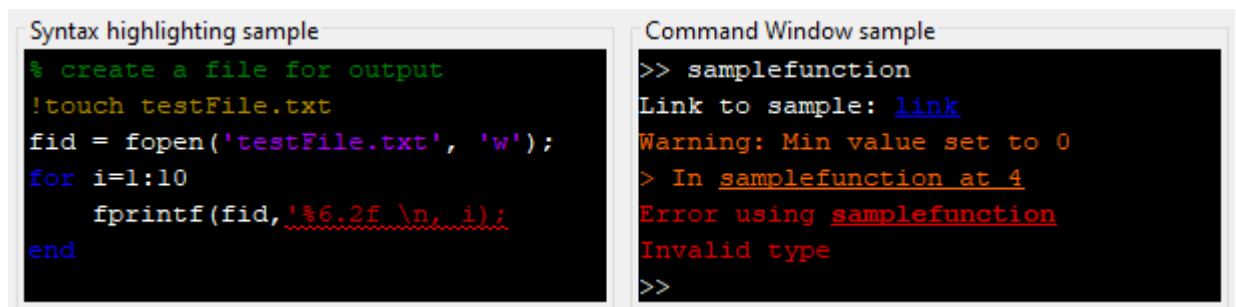 Syntax highlighting sample
% create a file for output
!touch testFile.txt
fid = fopen('testFile.txt', 'w');
for i=1:10
    fprintf(fid,'%6.2f \n, i);
end
Command Window sample
>> samplefunction
Link to sample: link
Warning: Min value set to 0
> In samplefunction at 4
Error using samplefunction
Invalid type
>>